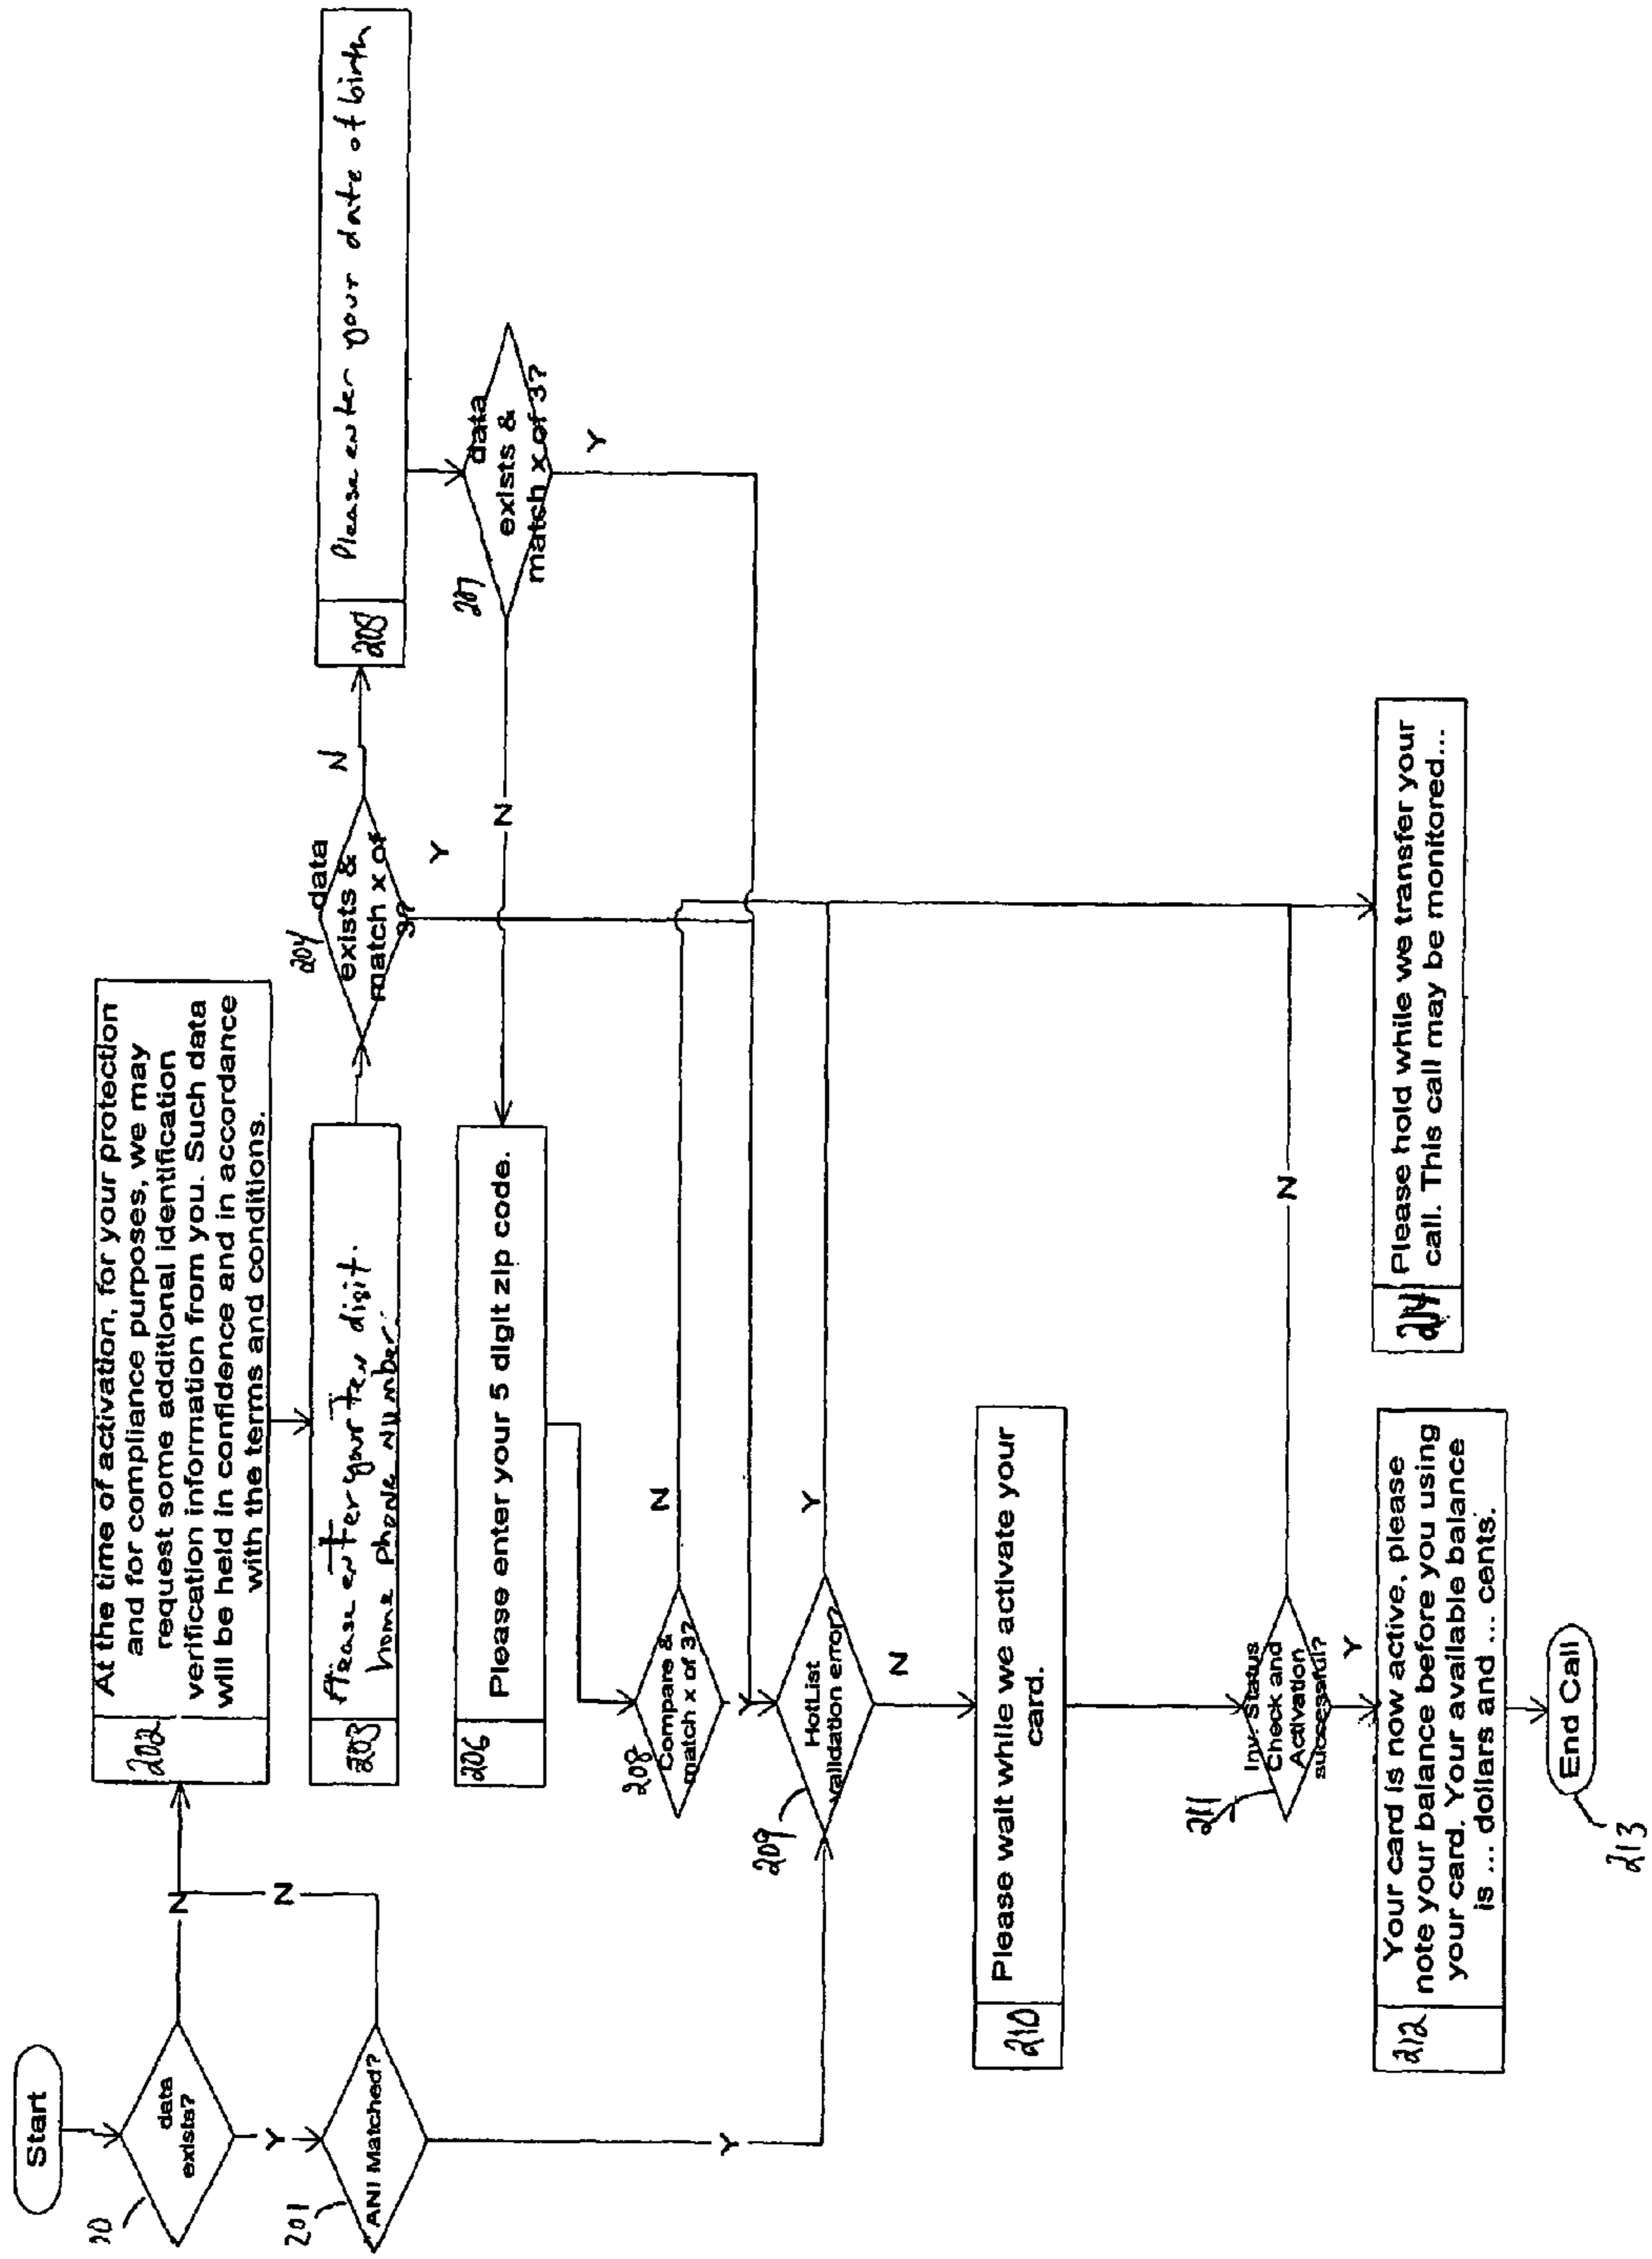 Start
data
exists?
N
Y
201
ANI Matched?
N
Y
202
At the time of activation, for your protection
and for compliance purposes, we may
request some additional identification
verification information from you. Such data
will be held in confidence and in accordance
with the terms and conditions.
203
Please enter your ten digit.
home phone number.
204
data
exists &
match x of
3?
N
Y
Please enter your date of birth
207
data
exists &
match x of 3?
N
Y
206
Please enter your 5 digit zip code.
208
Compare &
match x of 3?
N
Y
209
HotList
validation error?
Y
N
210
Please wait while we activate your
card.
211
Inv. Status
Check and
Activation
sucessful?
N
Y
212
Your card is now active, please
note your balance before you using
your card. Your available balance
is ... dollars and ... cents.
214
Please hold while we transfer your
call. This call may be monitored...
End Call
213